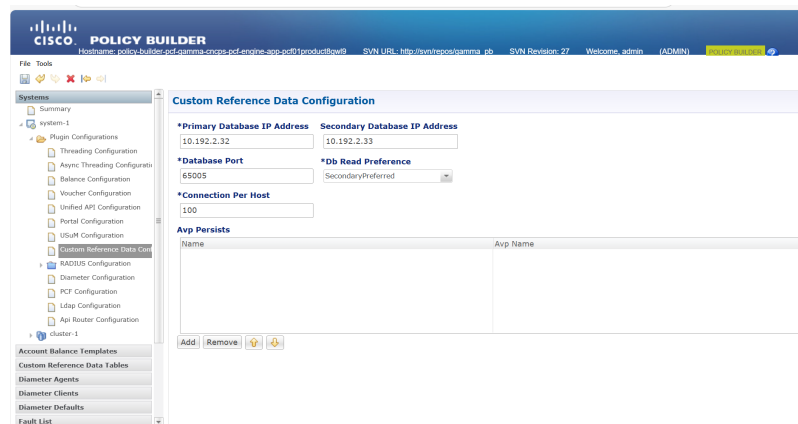 CISCO. POLICY BUILDER
Hostname: policy-builder-pcf-gamma-cncps-pcf-engine-app-pcf01product8gwl9 SVN URL: http://svn/repos/gamma_pb SVN Revision: 27 Welcome, admin (ADMIN) POLICY BUILDER
File Tools
Systems
Summary
system-1
Plugin Configurations
Threading Configuration
Async Threading Configuratio
Balance Configuration
Voucher Configuration
Unified API Configuration
Portal Configuration
USuM Configuration
Custom Reference Data Conf
RADIUS Configuration
Diameter Configuration
PCF Configuration
Ldap Configuration
Api Router Configuration
cluster-1
Account Balance Templates
Custom Reference Data Tables
Diameter Agents
Diameter Clients
Diameter Defaults
Fault List
Custom Reference Data Configuration
*Primary Database IP Address Secondary Database IP Address
10.192.2.32 10.192.2.33
*Database Port *Db Read Preference
65005 SecondaryPreferred
*Connection Per Host
100
Avp Persists
Name Avp Name
Add Remove